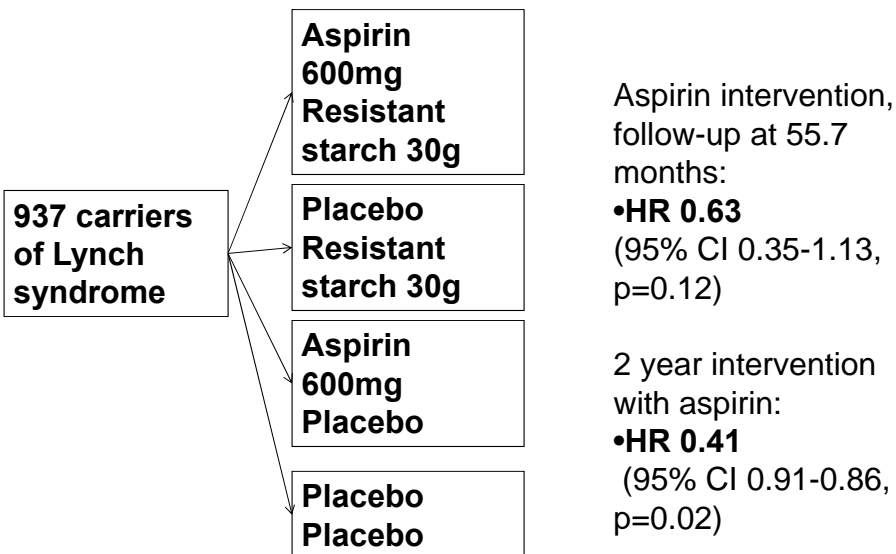 937 carriers
of Lynch
syndrome
Aspirin
600mg
Resistant
starch 30g
Placebo
Resistant
starch 30g
Aspirin
600mg
Placebo
Placebo
Placebo
Aspirin intervention,
follow-up at 55.7
months:
•HR 0.63
(95% CI 0.35-1.13,
p=0.12)
2 year intervention
with aspirin:
•HR 0.41
(95% CI 0.91-0.86,
p=0.02)